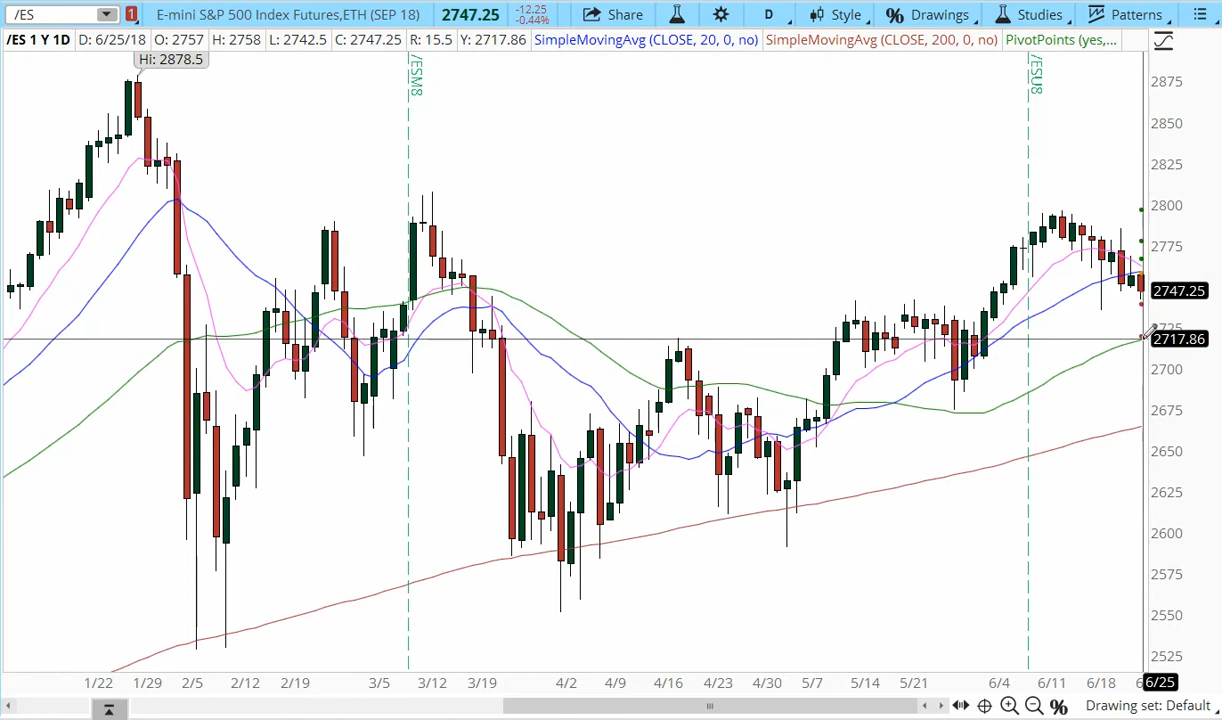 /ES 1 E-mini S&P 500 Index Futures,ETH (SEP 18) 2747.25 -12.25 -0.44% Share D Style % Drawings Studies Patterns
/ES 1 Y 1D D: 6/25/18 O: 2757 H: 2758 L: 2742.5 C: 2747.25 R: 15.5 Y: 2717.86 SimpleMovingAvg (CLOSE, 20, 0, no) SimpleMovingAvg (CLOSE, 200, 0, no) PivotPoints (yes,...
Hi: 2878.5
/ESM8
/ESU8
2875
2850
2825
2800
2775
2747.25
2725
2717.86
2700
2675
2650
2625
2600
2575
2550
2525
1/22 1/29 2/5 2/12 2/19 3/5 3/12 3/19 4/2 4/9 4/16 4/23 4/30 5/7 5/14 5/21 6/4 6/11 6/18 6/25
% Drawing set: Default